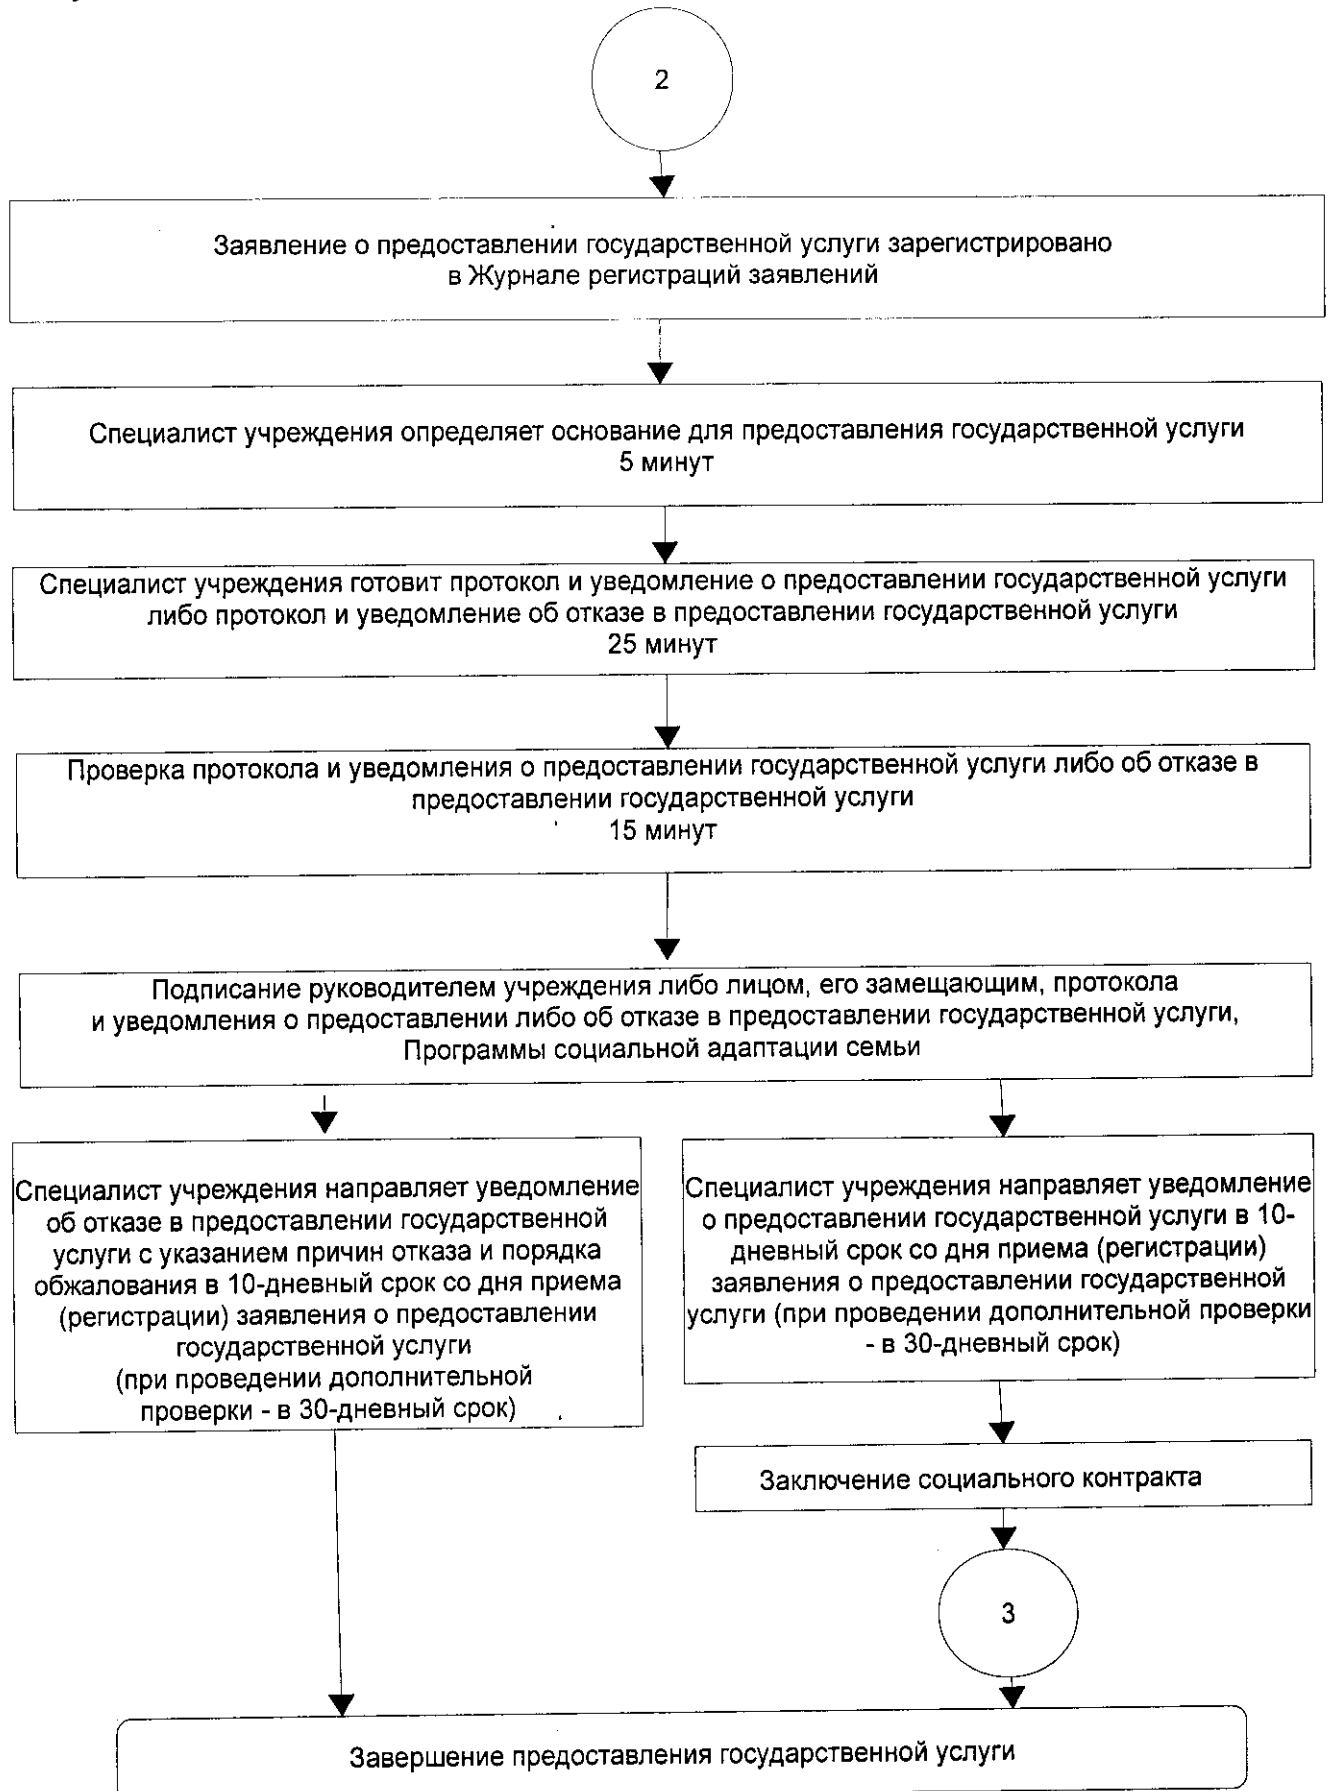 2
Заявление о предоставлении государственной услуги зарегистрировано
в Журнале регистраций заявлений
Специалист учреждения определяет основание для предоставления государственной услуги
5 минут
Специалист учреждения готовит протокол и уведомление о предоставлении государственной услуги
либо протокол и уведомление об отказе в предоставлении государственной услуги
25 минут
Проверка протокола и уведомления о предоставлении государственной услуги либо об отказе в
предоставлении государственной услуги
15 минут
Подписание руководителем учреждения либо лицом, его замещающим, протокола
и уведомления о предоставлении либо об отказе в предоставлении государственной услуги,
Программы социальной адаптации семьи
Специалист учреждения направляет уведомление
об отказе в предоставлении государственной
услуги с указанием причин отказа и порядка
обжалования в 10-дневный срок со дня приема
(регистрации) заявления о предоставлении
государственной услуги
(при проведении дополнительной
проверки - в 30-дневный срок)
Специалист учреждения направляет уведомление
о предоставлении государственной услуги в 10-
дневный срок со дня приема (регистрации)
заявления о предоставлении государственной
услуги (при проведении дополнительной проверки
- в 30-дневный срок)
Заключение социального контракта
3
Завершение предоставления государственной услуги